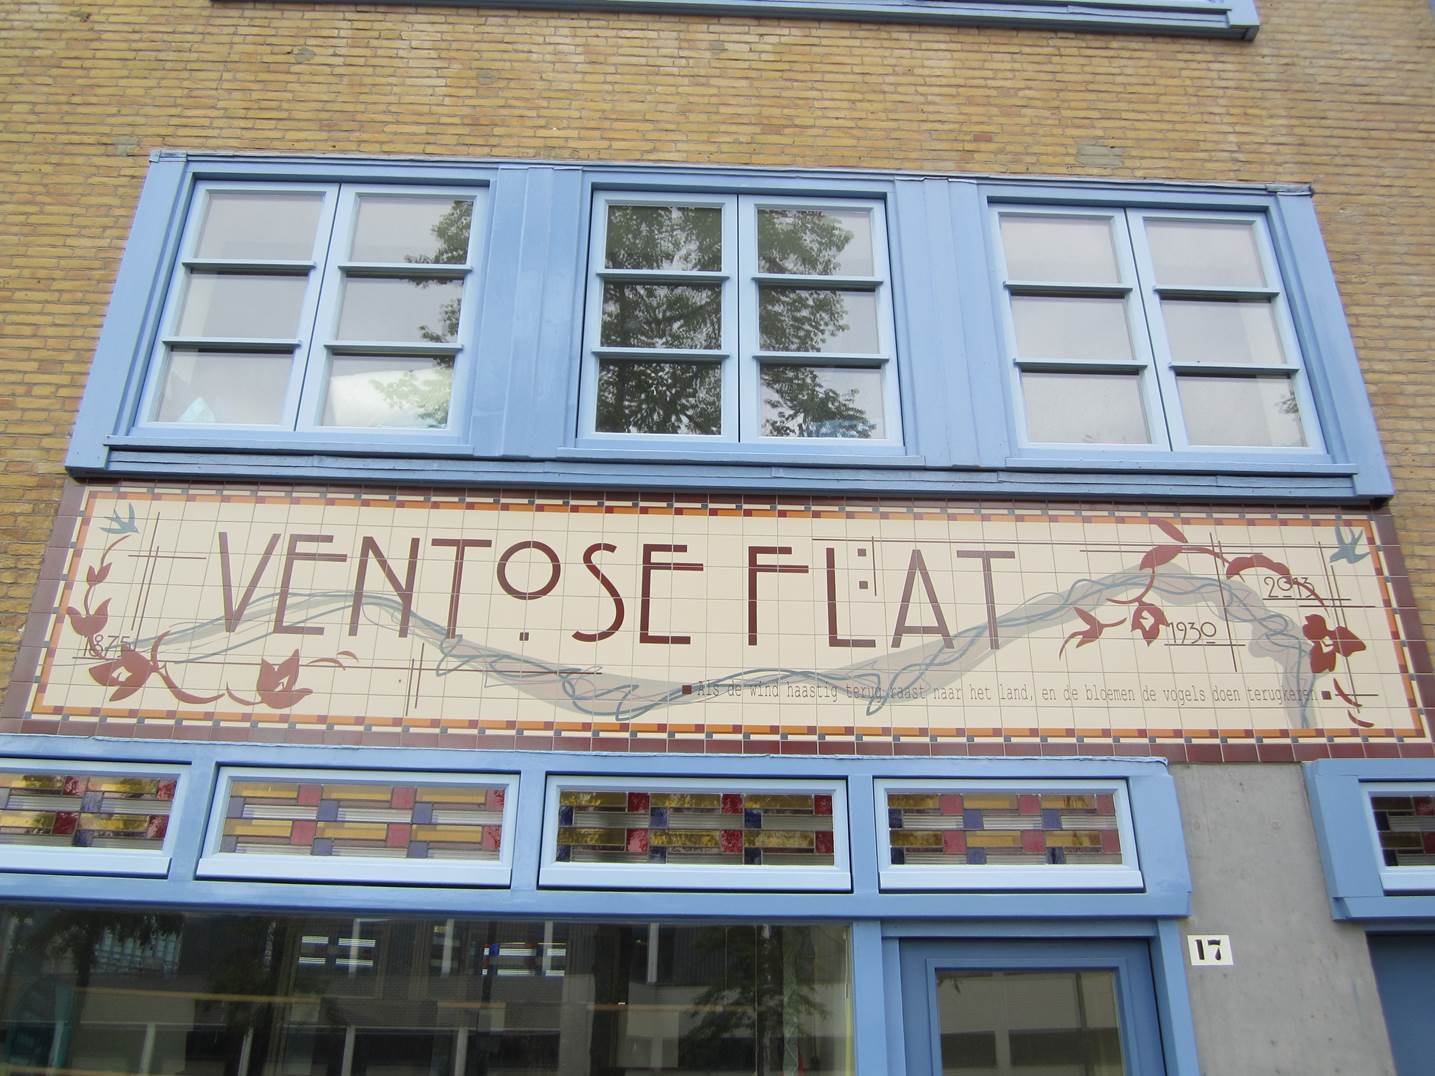 VENTOSE FLAT
1875
1930
2013
Als de wind haastig terug raast naar het land, en de bloemen de vogels doen terugkeren
17